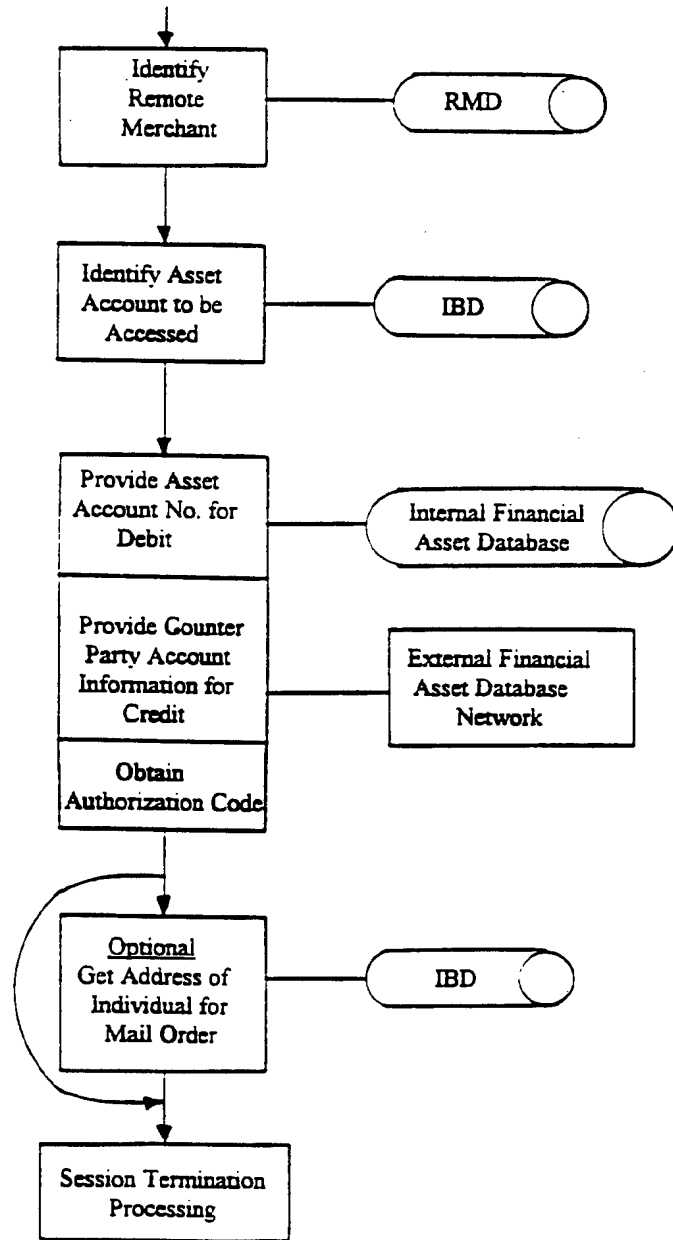 Identify
Remote
Merchant
RMD
Identify Asset
Account to be
Accessed
IBD
Provide Asset
Account No. for
Debit
Internal Financial
Asset Database
Provide Counter
Party Account
Information for
Credit
External Financial
Asset Database
Network
Obtain
Authorization Code
Optional
Get Address of
Individual for
Mail Order
IBD
Session Termination
Processing